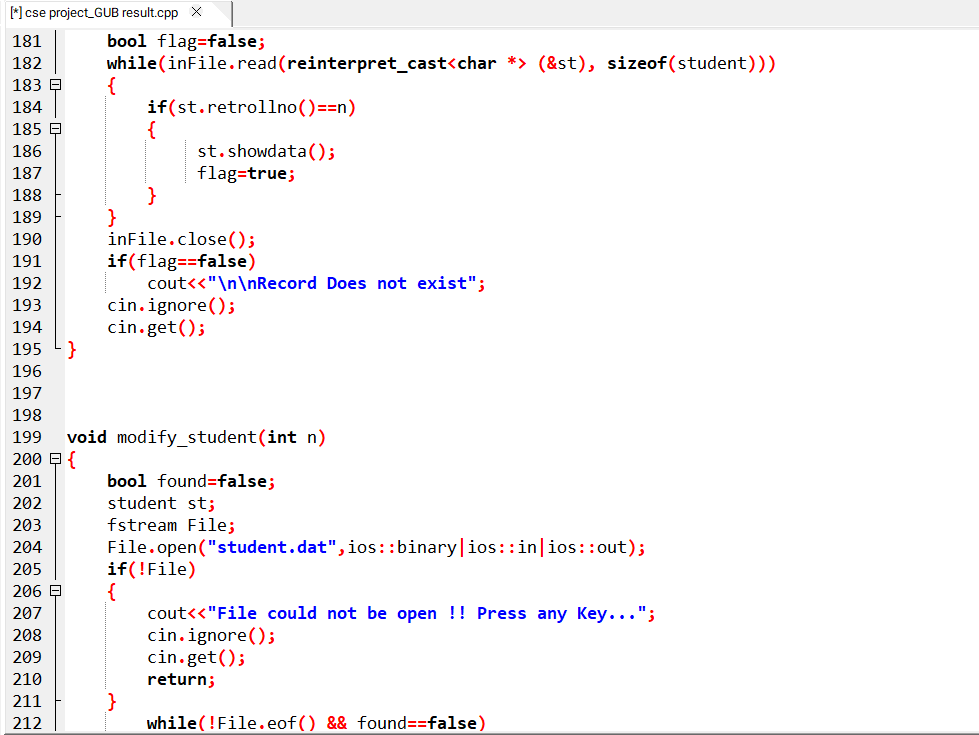 [*] cse project_GUB result.cpp ×
181     bool flag=false;
182     while(inFile.read(reinterpret_cast<char *> (&st), sizeof(student)))
183     {
184         if(st.retrollno()==n)
185         {
186              st.showdata();
187              flag=true;
188         }
189     }
190     inFile.close();
191     if(flag==false)
192         cout<<"\n\nRecord Does not exist";
193     cin.ignore();
194     cin.get();
195 }
196
197
198
199 void modify_student(int n)
200 {
201     bool found=false;
202     student st;
203     fstream File;
204     File.open("student.dat",ios::binary|ios::in|ios::out);
205     if(!File)
206     {
207         cout<<"File could not be open !! Press any Key...";
208         cin.ignore();
209         cin.get();
210         return;
211     }
212         while(!File.eof() && found==false)